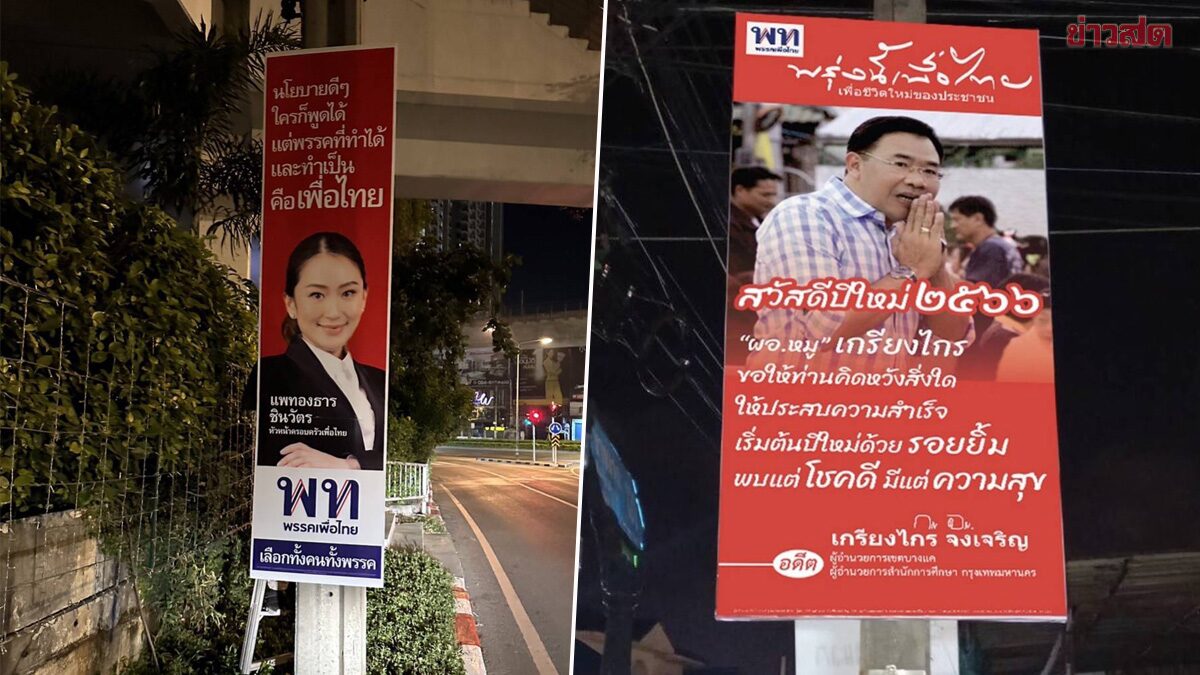 นโยบายดีๆ
ใครก็พูดได้
แต่พรรคที่ทำได้
และทำเป็น
คือเพื่อไทย
แพทองธาร
ชินวัตร
หัวหน้าครอบครัวเพื่อไทย
พท
พรรคเพื่อไทย
เลือกทั้งคนทั้งพรรค
ข่าวสด
พท
พรรคเพื่อไทย
พรุ่งนี้เพื่อไทย
เพื่อชีวิตใหม่ของประชาชน
สวัสดีปีใหม่ ๒๕๖๖
"ผอ.หมู" เกรียงไกร
ขอให้ท่านคิดหวังสิ่งใด
ให้ประสบความสำเร็จ
เริ่มต้นปีใหม่ด้วย รอยยิ้ม
พบแต่ โชคดี มีแต่ ความสุข
เกรียงไกร จงเจริญ
อดีต
ผู้อำนวยการเขตบางแค
ผู้อำนวยการสำนักการศึกษา กรุงเทพมหานคร